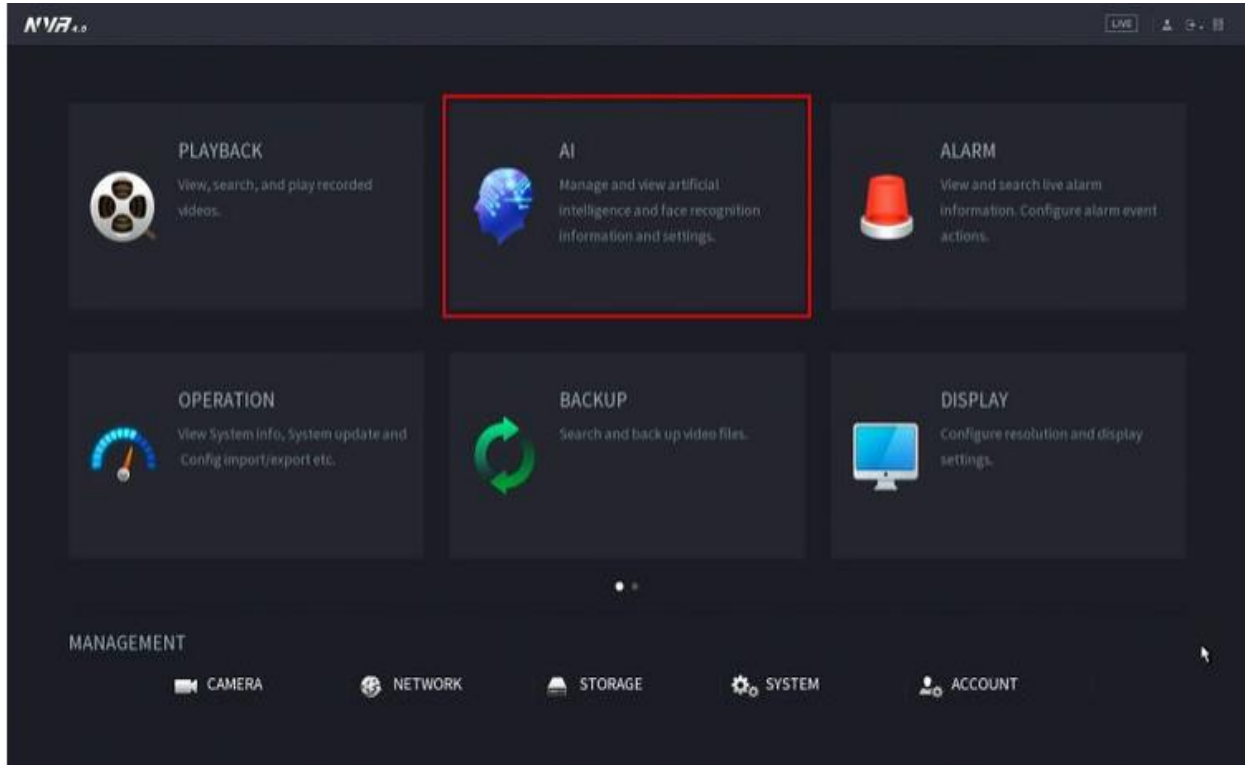 NVR 4.0
LIVE
PLAYBACK
View, search, and play recorded
videos.
AI
Manage and view artificial
intelligence and face recognition
information and settings.
ALARM
View and search live alarm
information. Configure alarm event
actions.
OPERATION
View System info, System update and
Config import/export etc.
BACKUP
Search and back up video files.
DISPLAY
Configure resolution and display
settings.
MANAGEMENT
CAMERA
NETWORK
STORAGE
SYSTEM
ACCOUNT